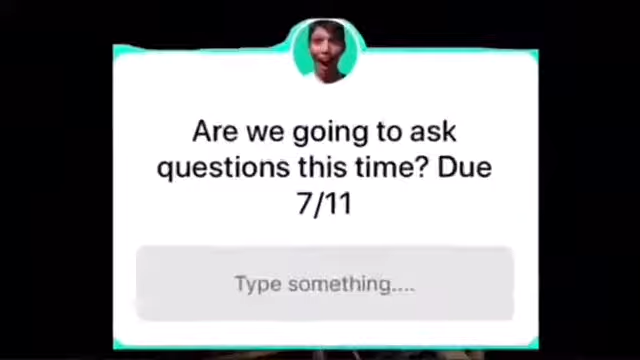 Are we going to ask
questions this time? Due
7/11
Type something....